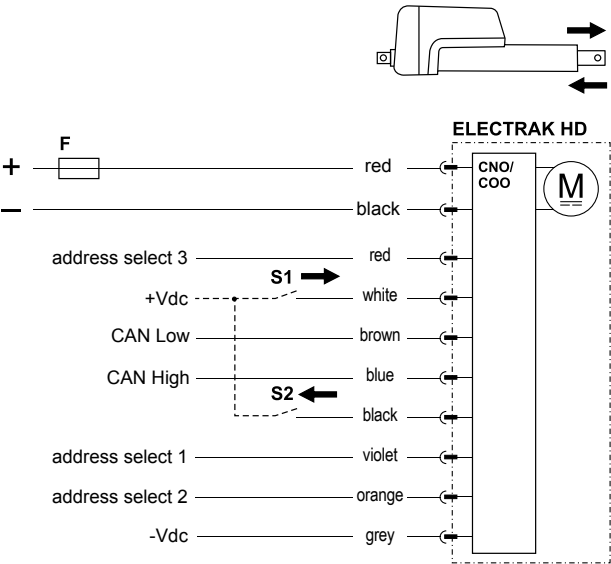 ELECTRAK HD
F
+ red CNO/
COO
M
− black
address select 3 red
S1
+Vdc white
CAN Low brown
CAN High blue
S2
black
address select 1 violet
address select 2 orange
-Vdc grey